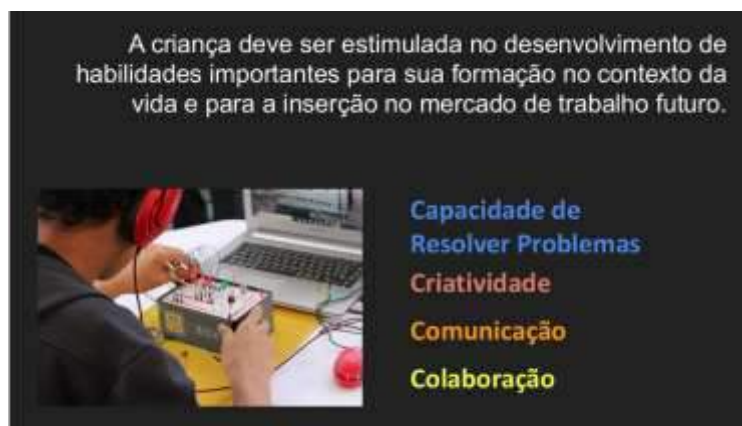 A criança deve ser estimulada no desenvolvimento de
habilidades importantes para sua formação no contexto da
vida e para a inserção no mercado de trabalho futuro.
Capacidade de
Resolver Problemas
Criatividade
Comunicação
Colaboração